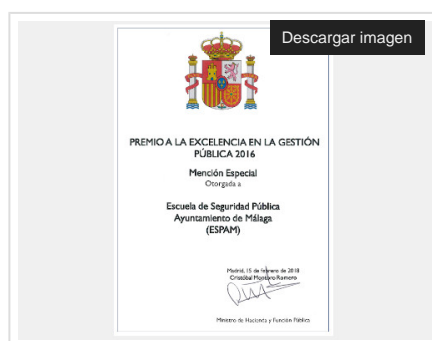 Descargar imagen
PREMIO A LA EXCELENCIA EN LA GESTIÓN
PÚBLICA 2016
Mención Especial
Otorgada a
Escuela de Seguridad Pública
Ayuntamiento de Málaga
(ESPAM)
Madrid, 15 de febrero de 2018
Cristóbal Montoro Romero
Ministro de Hacienda y Función Pública